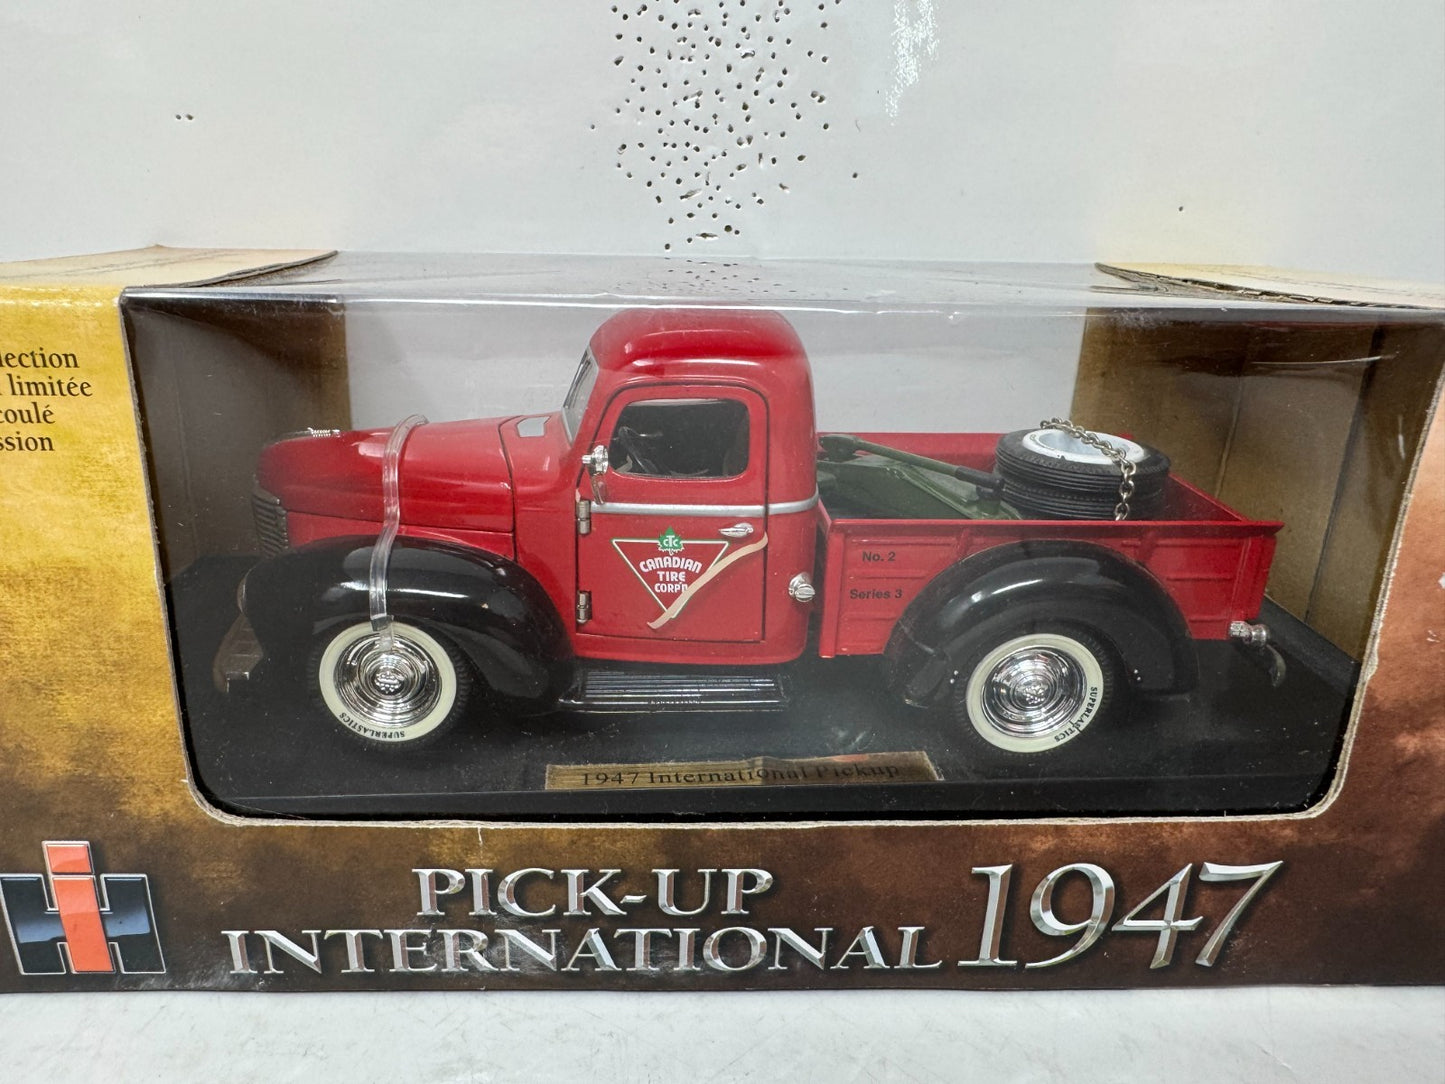 lection
limitée
coulé
ssion
CTC
CANADIAN
TIRE
CORP'N
No. 2
Series 3
SUPERLASTICS
SUPERLASTICS
1947 International Pickup
IH
PICK-UP
INTERNATIONAL 1947